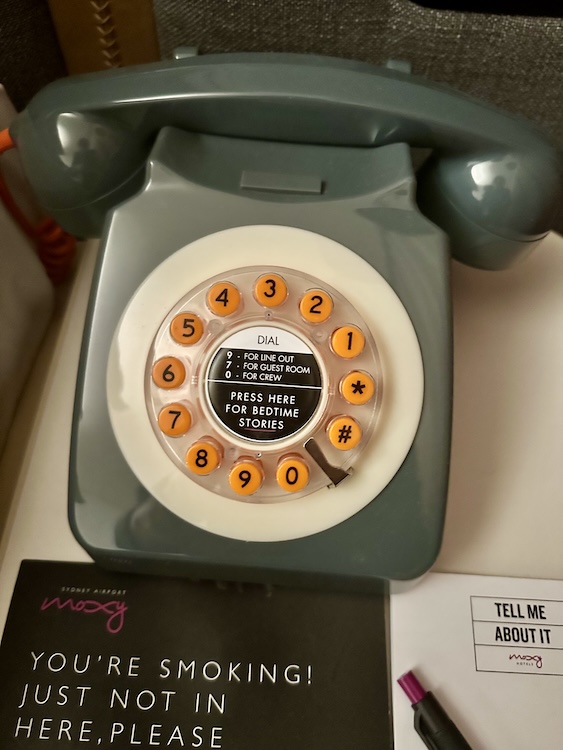 3
4
2
5
1
6
*
7
#
8
9
0
DIAL
9 - FOR LINE OUT
7 - FOR GUEST ROOM
0 - FOR CREW
PRESS HERE
FOR BEDTIME
STORIES
SYDNEY AIRPORT
moxy
YOU'RE SMOKING!
JUST NOT IN
HERE,PLEASE
TELL ME
ABOUT IT
moxy
HOTELS